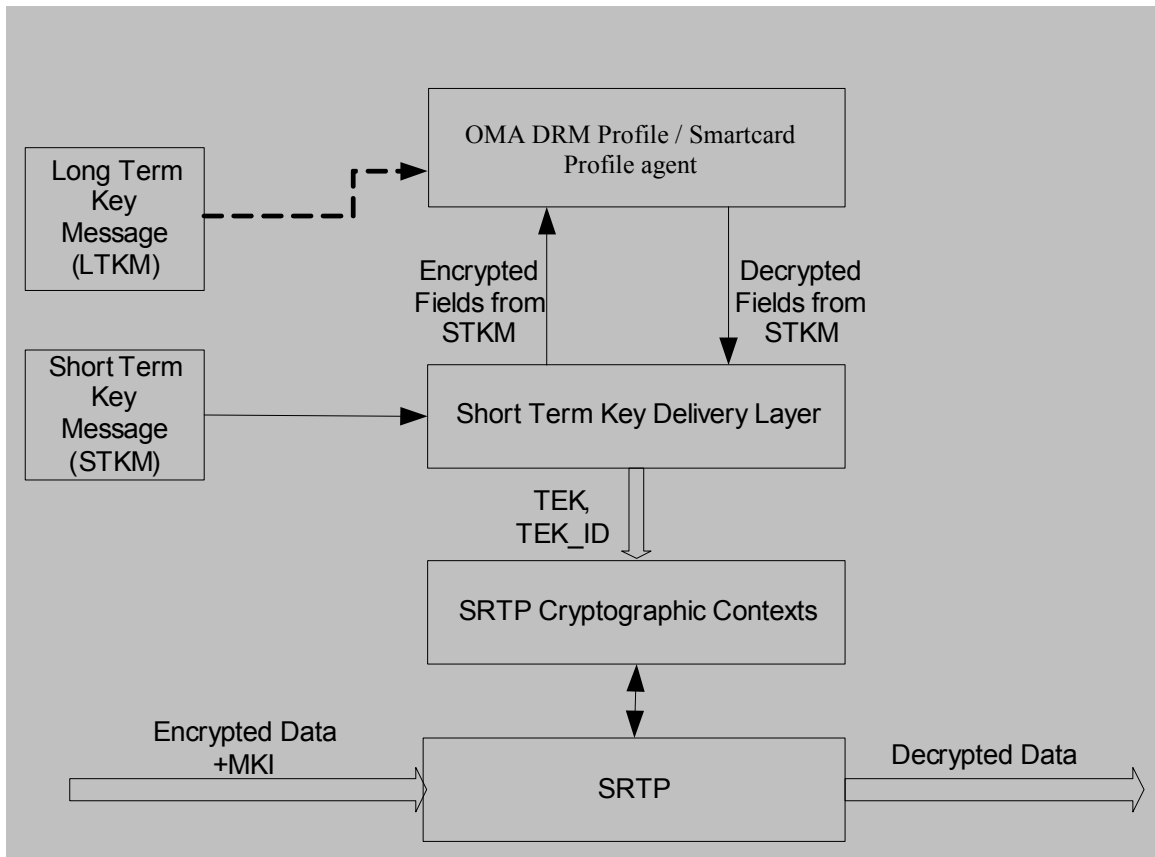 OMA DRM Profile / Smartcard
Profile agent
Long Term
Key
Message
(LTKM)
Encrypted
Fields from
STKM
Decrypted
Fields from
STKM
Short Term
Key
Message
(STKM)
Short Term Key Delivery Layer
TEK,
TEK_ID
SRTP Cryptographic Contexts
Encrypted Data
+MKI
SRTP
Decrypted Data